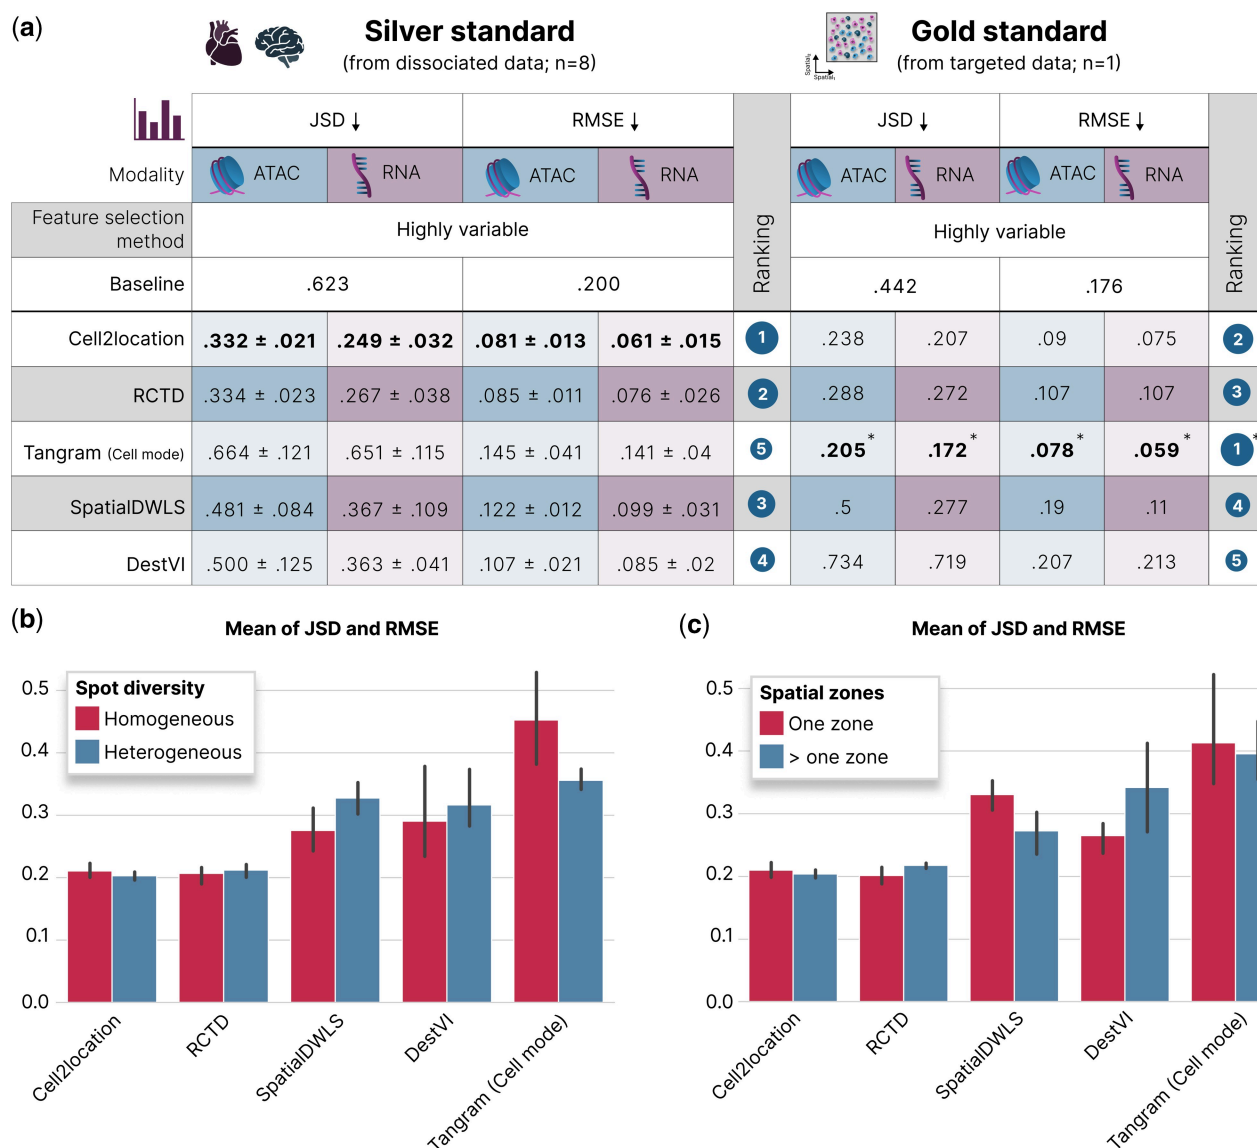 (a)
Silver standard
(from dissociated data; n=8)
Spatial₂
Spatial₁
Gold standard
(from targeted data; n=1)
JSD ↓ RMSE ↓ Ranking JSD ↓ RMSE ↓ Ranking
Modality ATAC RNA ATAC RNA ATAC RNA ATAC RNA
Feature selection
method
Highly variable Highly variable
Baseline .623 .200 .442 .176
Cell2location .332 ± .021 .249 ± .032 .081 ± .013 .061 ± .015 1 .238 .207 .09 .075 2
RCTD .334 ± .023 .267 ± .038 .085 ± .011 .076 ± .026 2 .288 .272 .107 .107 3
Tangram (Cell mode) .664 ± .121 .651 ± .115 .145 ± .041 .141 ± .04 5 .205* .172* .078* .059* 1*
SpatialDWLS .481 ± .084 .367 ± .109 .122 ± .012 .099 ± .031 3 .5 .277 .19 .11 4
DestVI .500 ± .125 .363 ± .041 .107 ± .021 .085 ± .02 4 .734 .719 .207 .213 5
(b)
Mean of JSD and RMSE
Spot diversity
Homogeneous
Heterogeneous
0.5
0.4
0.3
0.2
0.1
0.0
Cell2location
RCTD
SpatialDWLS
DestVI
Tangram (Cell mode)
(c)
Mean of JSD and RMSE
Spatial zones
One zone
> one zone
0.5
0.4
0.3
0.2
0.1
0.0
Cell2location
RCTD
SpatialDWLS
DestVI
Tangram (Cell mode)